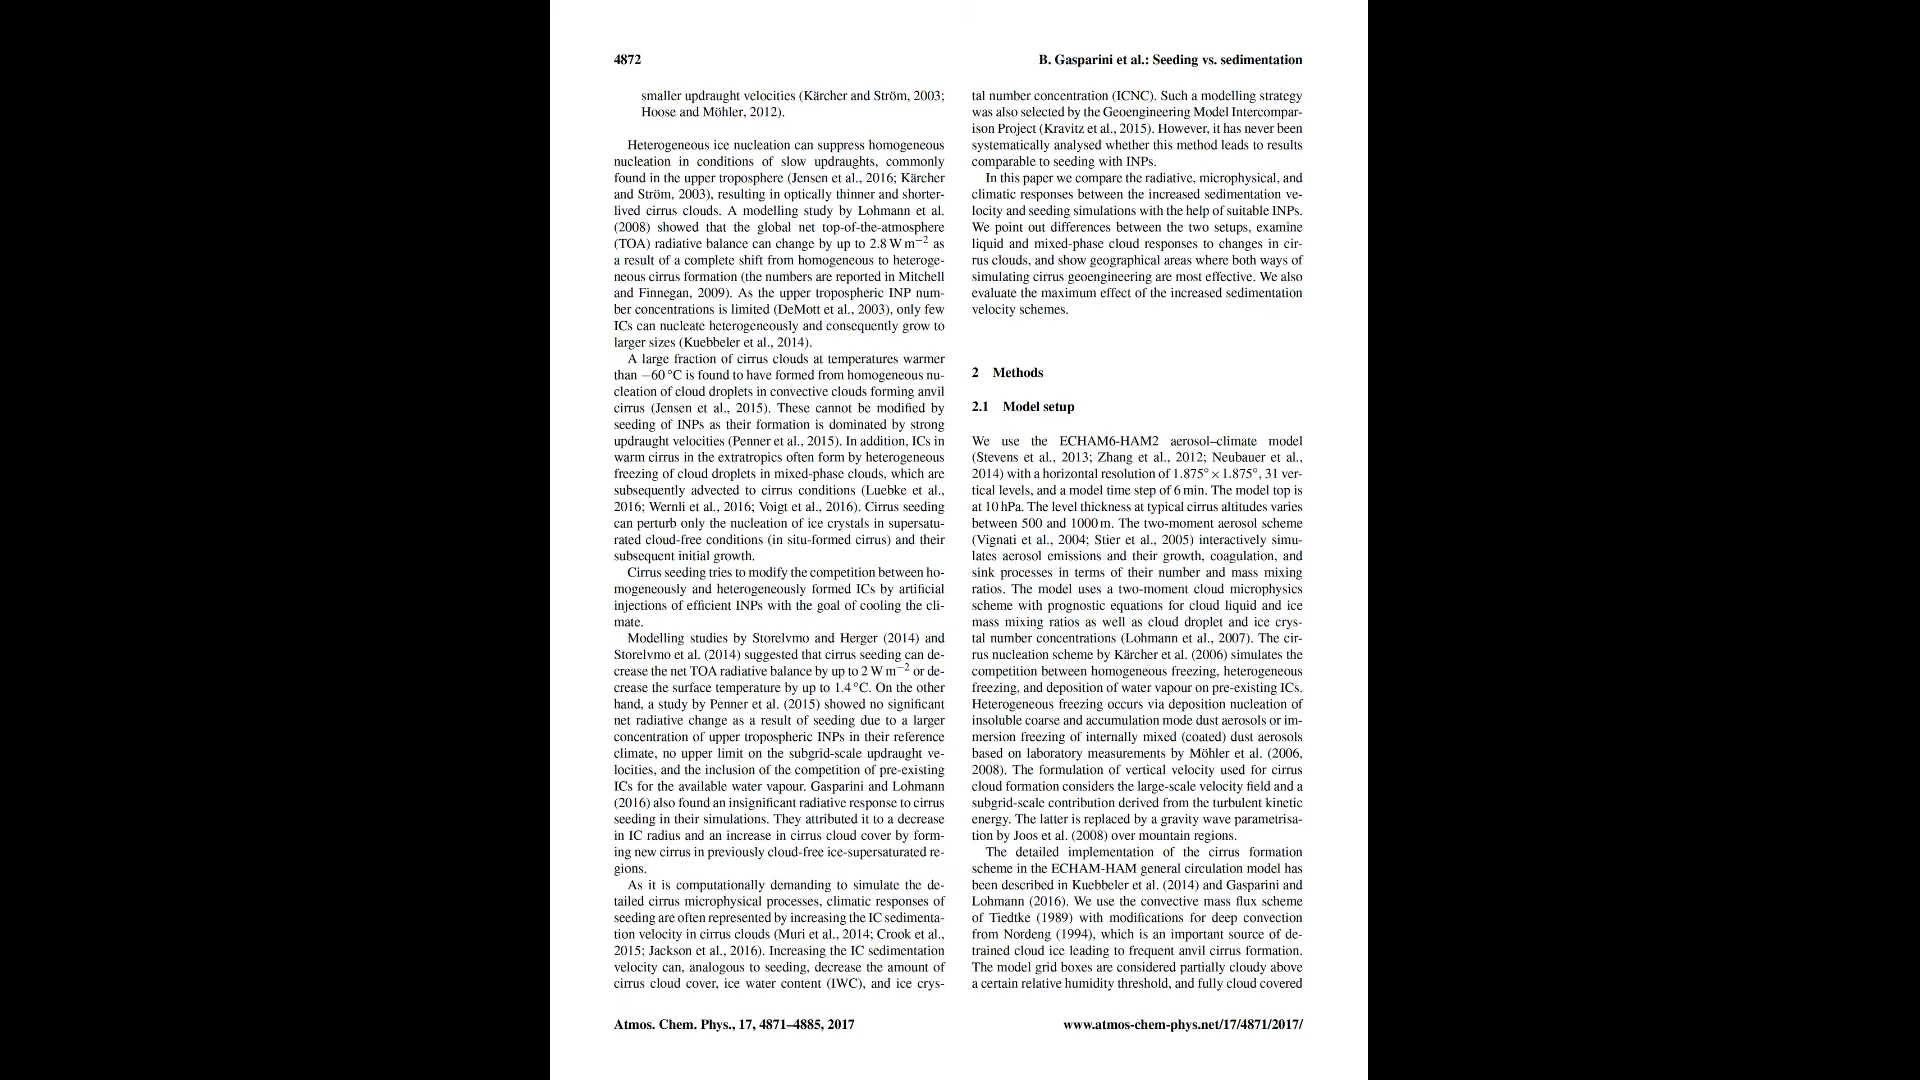 4872
B. Gasparini et al.: Seeding vs. sedimentation
smaller updraught velocities (Kärcher and Ström, 2003;
Hoose and Möhler, 2012).
Heterogeneous ice nucleation can suppress homogeneous
nucleation in conditions of slow updraughts, commonly
found in the upper troposphere (Jensen et al., 2016; Kärcher
and Ström, 2003), resulting in optically thinner and shorter-
lived cirrus clouds. A modelling study by Lohmann et al.
(2008) showed that the global net top-of-the-atmosphere
(TOA) radiative balance can change by up to 2.8 W m⁻² as
a result of a complete shift from homogeneous to heteroge-
neous cirrus formation (the numbers are reported in Mitchell
and Finnegan, 2009). As the upper tropospheric INP num-
ber concentrations is limited (DeMott et al., 2003), only few
ICs can nucleate heterogeneously and consequently grow to
larger sizes (Kuebbeler et al., 2014).
A large fraction of cirrus clouds at temperatures warmer
than −60 °C is found to have formed from homogeneous nu-
cleation of cloud droplets in convective clouds forming anvil
cirrus (Jensen et al., 2015). These cannot be modified by
seeding of INPs as their formation is dominated by strong
updraught velocities (Penner et al., 2015). In addition, ICs in
warm cirrus in the extratropics often form by heterogeneous
freezing of cloud droplets in mixed-phase clouds, which are
subsequently advected to cirrus conditions (Luebke et al.,
2016; Wernli et al., 2016; Voigt et al., 2016). Cirrus seeding
can perturb only the nucleation of ice crystals in supersatu-
rated cloud-free conditions (in situ-formed cirrus) and their
subsequent initial growth.
Cirrus seeding tries to modify the competition between ho-
mogeneously and heterogeneously formed ICs by artificial
injections of efficient INPs with the goal of cooling the cli-
mate.
Modelling studies by Storelvmo and Herger (2014) and
Storelvmo et al. (2014) suggested that cirrus seeding can de-
crease the net TOA radiative balance by up to 2 W m⁻² or de-
crease the surface temperature by up to 1.4 °C. On the other
hand, a study by Penner et al. (2015) showed no significant
net radiative change as a result of seeding due to a larger
concentration of upper tropospheric INPs in their reference
climate, no upper limit on the subgrid-scale updraught ve-
locities, and the inclusion of the competition of pre-existing
ICs for the available water vapour. Gasparini and Lohmann
(2016) also found an insignificant radiative response to cirrus
seeding in their simulations. They attributed it to a decrease
in IC radius and an increase in cirrus cloud cover by form-
ing new cirrus in previously cloud-free ice-supersaturated re-
gions.
As it is computationally demanding to simulate the de-
tailed cirrus microphysical processes, climatic responses of
seeding are often represented by increasing the IC sedimenta-
tion velocity in cirrus clouds (Muri et al., 2014; Crook et al.,
2015; Jackson et al., 2016). Increasing the IC sedimentation
velocity can, analogous to seeding, decrease the amount of
cirrus cloud cover, ice water content (IWC), and ice crys-
tal number concentration (ICNC). Such a modelling strategy
was also selected by the Geoengineering Model Intercompar-
ison Project (Kravitz et al., 2015). However, it has never been
systematically analysed whether this method leads to results
comparable to seeding with INPs.
In this paper we compare the radiative, microphysical, and
climatic responses between the increased sedimentation ve-
locity and seeding simulations with the help of suitable INPs.
We point out differences between the two setups, examine
liquid and mixed-phase cloud responses to changes in cir-
rus clouds, and show geographical areas where both ways of
simulating cirrus geoengineering are most effective. We also
evaluate the maximum effect of the increased sedimentation
velocity schemes.
2 Methods
2.1 Model setup
We use the ECHAM6-HAM2 aerosol–climate model
(Stevens et al., 2013; Zhang et al., 2012; Neubauer et al.,
2014) with a horizontal resolution of 1.875° × 1.875°, 31 ver-
tical levels, and a model time step of 6 min. The model top is
at 10 hPa. The level thickness at typical cirrus altitudes varies
between 500 and 1000 m. The two-moment aerosol scheme
(Vignati et al., 2004; Stier et al., 2005) interactively simu-
lates aerosol emissions and their growth, coagulation, and
sink processes in terms of their number and mass mixing
ratios. The model uses a two-moment cloud microphysics
scheme with prognostic equations for cloud liquid and ice
mass mixing ratios as well as cloud droplet and ice crys-
tal number concentrations (Lohmann et al., 2007). The cir-
rus nucleation scheme by Kärcher et al. (2006) simulates the
competition between homogeneous freezing, heterogeneous
freezing, and deposition of water vapour on pre-existing ICs.
Heterogeneous freezing occurs via deposition nucleation of
insoluble coarse and accumulation mode dust aerosols or im-
mersion freezing of internally mixed (coated) dust aerosols
based on laboratory measurements by Möhler et al. (2006,
2008). The formulation of vertical velocity used for cirrus
cloud formation considers the large-scale velocity field and a
subgrid-scale contribution derived from the turbulent kinetic
energy. The latter is replaced by a gravity wave parametrisa-
tion by Joos et al. (2008) over mountain regions.
The detailed implementation of the cirrus formation
scheme in the ECHAM-HAM general circulation model has
been described in Kuebbeler et al. (2014) and Gasparini and
Lohmann (2016). We use the convective mass flux scheme
of Tiedtke (1989) with modifications for deep convection
from Nordeng (1994), which is an important source of de-
trained cloud ice leading to frequent anvil cirrus formation.
The model grid boxes are considered partially cloudy above
a certain relative humidity threshold, and fully cloud covered
Atmos. Chem. Phys., 17, 4871–4885, 2017
www.atmos-chem-phys.net/17/4871/2017/